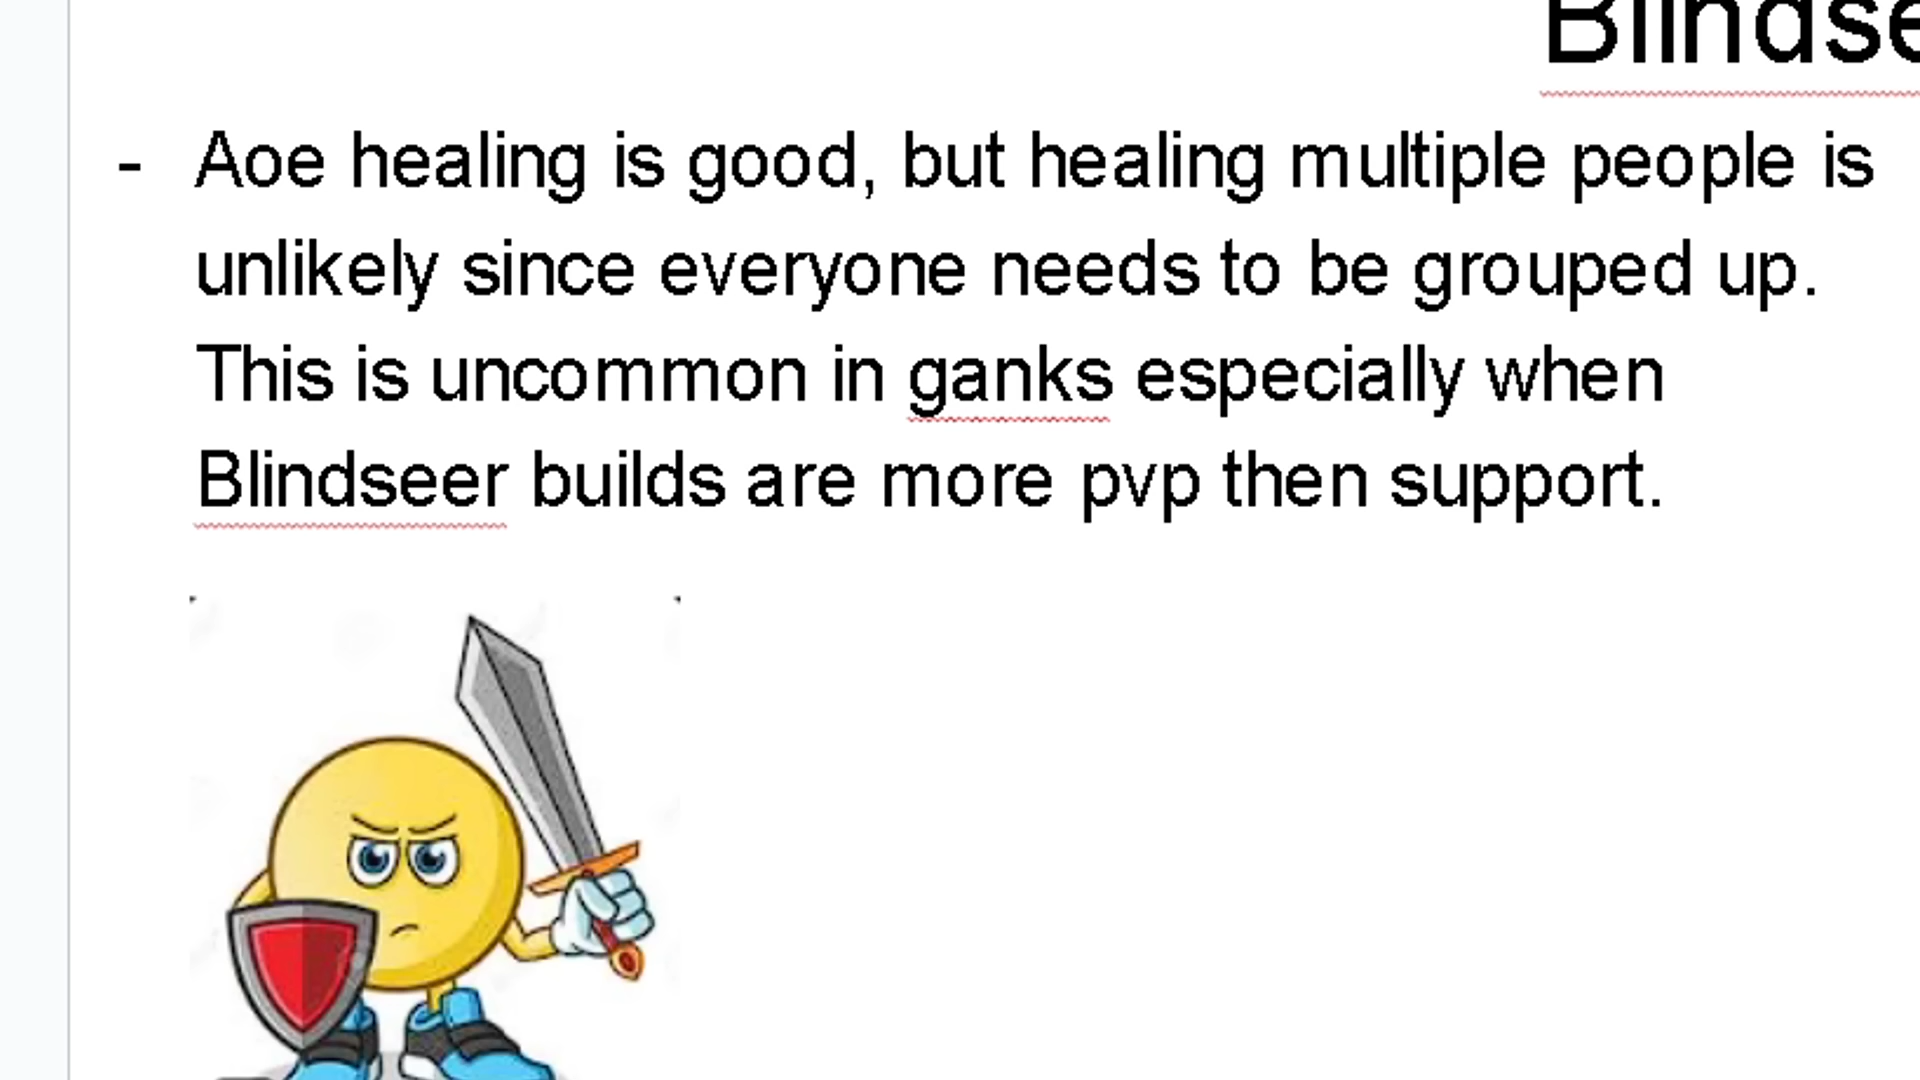 Blindse
- Aoe healing is good, but healing multiple people is
unlikely since everyone needs to be grouped up.
This is uncommon in ganks especially when
Blindseer builds are more pvp then support.